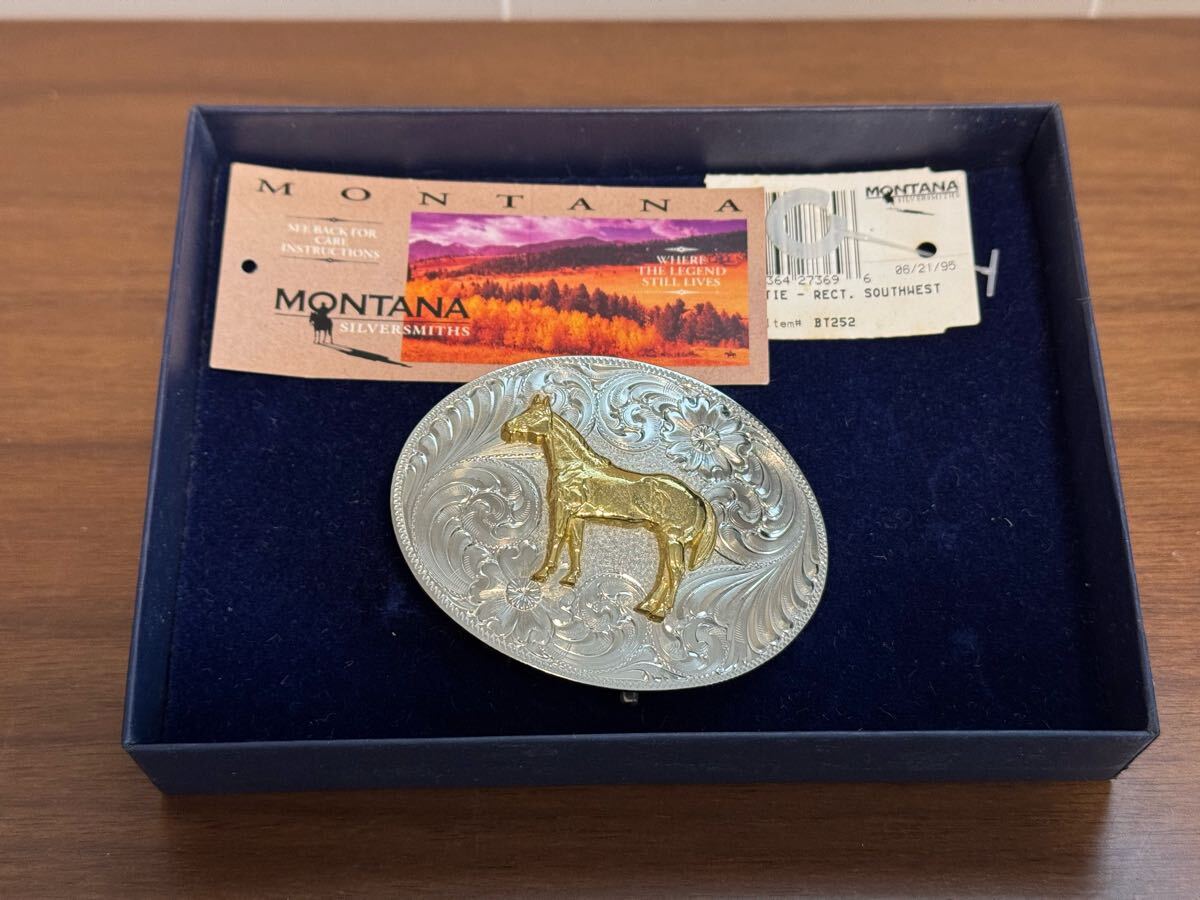 MONTANA
SEE BACK FOR
CARE
INSTRUCTIONS
WHERE
THE LEGEND
STILL LIVES
MONTANA
SILVERSMITHS
MONTANA
SILVERSMITHS
364 27369 6
06/21/95
TIE - RECT. SOUTHWEST
Item# BT252